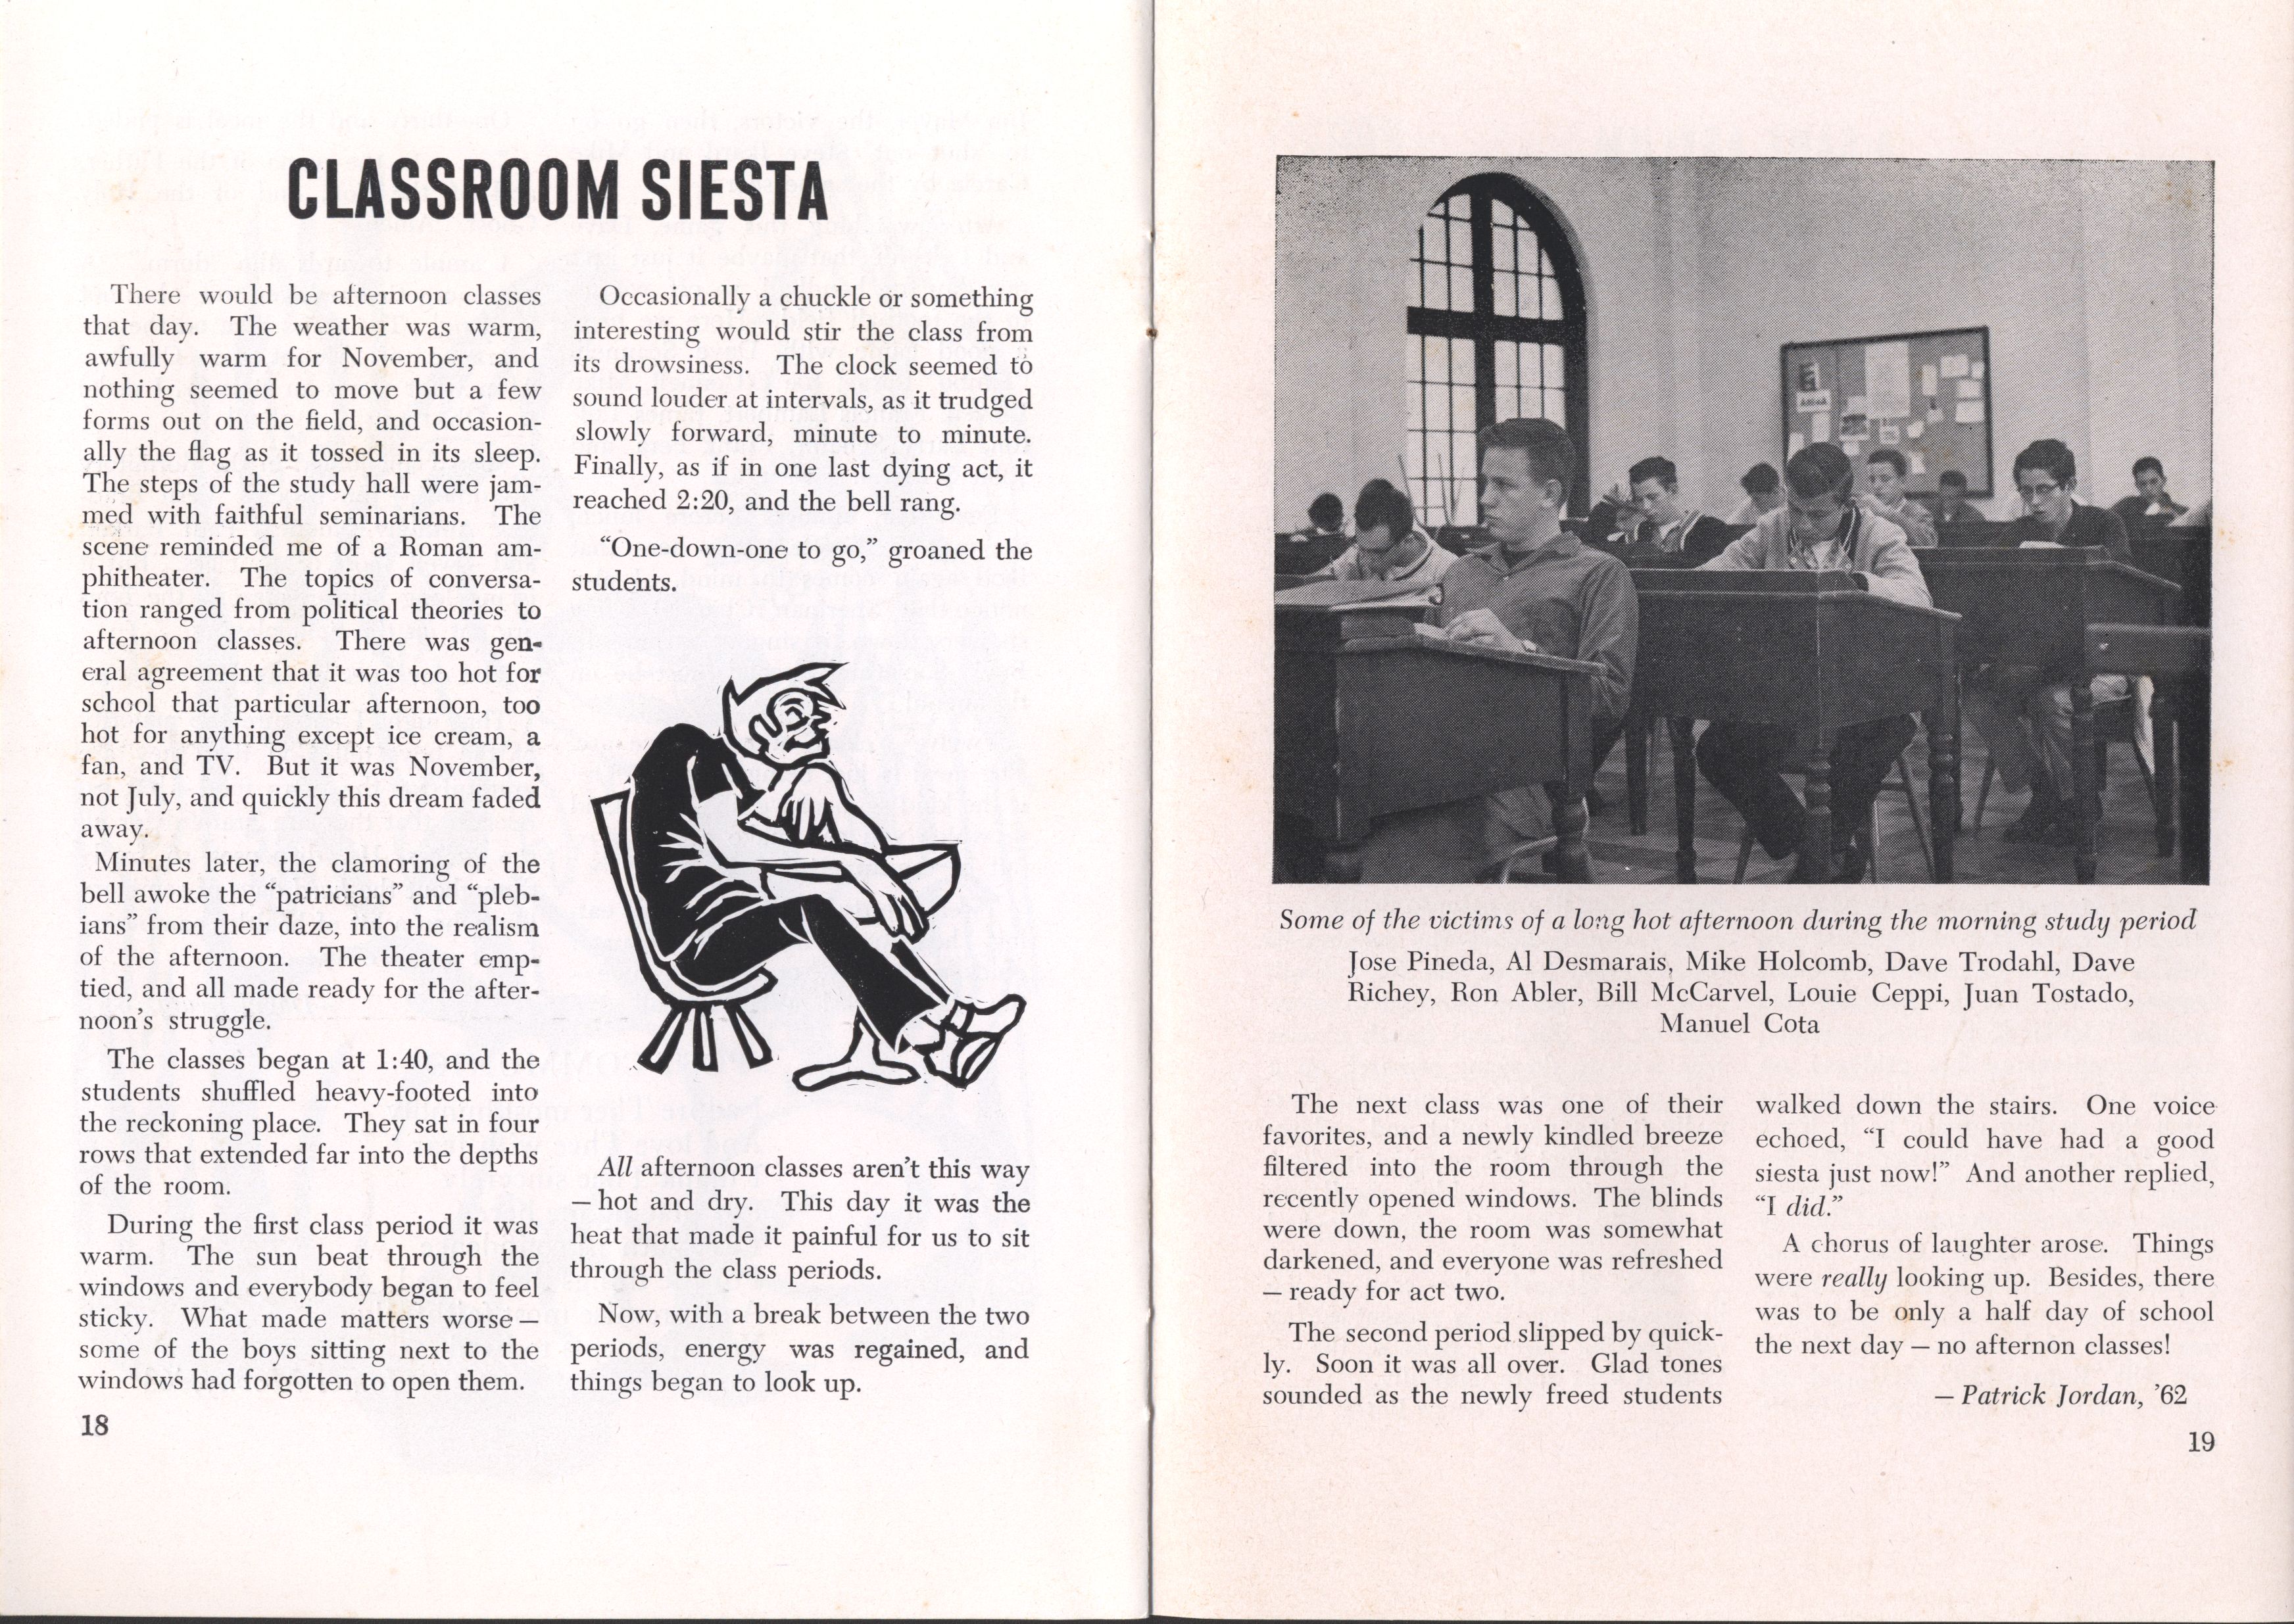 CLASSROOM SIESTA
There would be afternoon classes
that day. The weather was warm,
awfully warm for November, and
nothing seemed to move but a few
forms out on the field, and occasion-
ally the flag as it tossed in its sleep.
The steps of the study hall were jam-
med with faithful seminarians. The
scene reminded me of a Roman am-
phitheater. The topics of conversa-
tion ranged from political theories to
afternoon classes. There was gen-
eral agreement that it was too hot for
school that particular afternoon, too
hot for anything except ice cream, a
fan, and TV. But it was November,
not July, and quickly this dream faded
away.
Minutes later, the clamoring of the
bell awoke the “patricians” and “pleb-
ians” from their daze, into the realism
of the afternoon. The theater emp-
tied, and all made ready for the after-
noon’s struggle.
The classes began at 1:40, and the
students shuffled heavy-footed into
the reckoning place. They sat in four
rows that extended far into the depths
of the room.
During the first class period it was
warm. The sun beat through the
windows and everybody began to feel
sticky. What made matters worse —
some of the boys sitting next to the
windows had forgotten to open them.
18
Occasionally a chuckle or something
interesting would stir the class from
its drowsiness. The clock seemed to
sound louder at intervals, as it trudged
slowly forward, minute to minute.
Finally, as if in one last dying act, it
reached 2:20, and the bell rang.
“One-down-one to go,” groaned the
students.
All afternoon classes aren’t this way
— hot and dry. This day it was the
heat that made it painful for us to sit
through the class periods.
Now, with a break between the two
periods, energy was regained, and
things began to look up.
Some of the victims of a long hot afternoon during the morning study period
Jose Pineda, Al Desmarais, Mike Holcomb, Dave Trodahl, Dave
Richey, Ron Abler, Bill McCarvel, Louie Ceppi, Juan Tostado,
Manuel Cota
The next class was one of their
favorites, and a newly kindled breeze
filtered into the room through the
recently opened windows. The blinds
were down, the room was somewhat
darkened, and everyone was refreshed
— ready for act two.
The second period slipped by quick-
ly. Soon it was all over. Glad tones
sounded as the newly freed students
walked down the stairs. One voice
echoed, “I could have had a good
siesta just now!” And another replied,
“I did.”
A chorus of laughter arose. Things
were really looking up. Besides, there
was to be only a half day of school
the next day — no afternon classes!
— Patrick Jordan, ’62
19